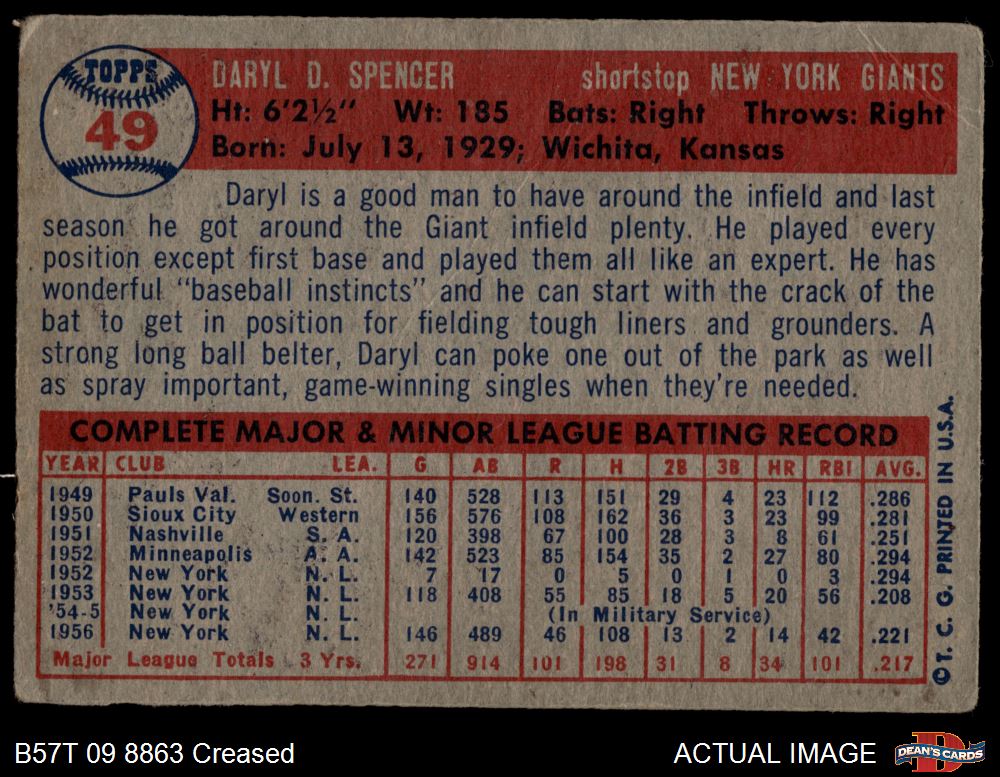 TOPPS
49
DARYL D. SPENCER shortstop NEW YORK GIANTS
Ht: 6'2½" Wt: 185 Bats: Right Throws: Right
Born: July 13, 1929; Wichita, Kansas
Daryl is a good man to have around the infield and last
season he got around the Giant infield plenty. He played every
position except first base and played them all like an expert. He has
wonderful "baseball instincts" and he can start with the crack of the
bat to get in position for fielding tough liners and grounders. A
strong long ball belter, Daryl can poke one out of the park as well
as spray important, game-winning singles when they're needed.
COMPLETE MAJOR & MINOR LEAGUE BATTING RECORD
YEAR CLUB LEA. G AB R H 2B 3B HR RBI AVG.
1949 Pauls Val. Soon. St. 140 528 113 151 29 4 23 112 .286
1950 Sioux City Western 156 576 108 162 36 3 23 99 .281
1951 Nashville S. A. 120 398 67 100 28 3 8 61 .251
1952 Minneapolis A. A. 142 523 85 154 35 2 27 80 .294
1952 New York N. L. 7 17 0 5 0 1 0 3 .294
1953 New York N. L. 118 408 55 85 18 5 20 56 .208
'54-5 New York N. L. (In Military Service)
1956 New York N. L. 146 489 46 108 13 2 14 42 .221
Major League Totals 3 Yrs. 271 914 101 198 31 8 34 101 .217
©T. C. G. PRINTED IN U.S.A.
B57T 09 8863 Creased
ACTUAL IMAGE
DEAN'S CARDS